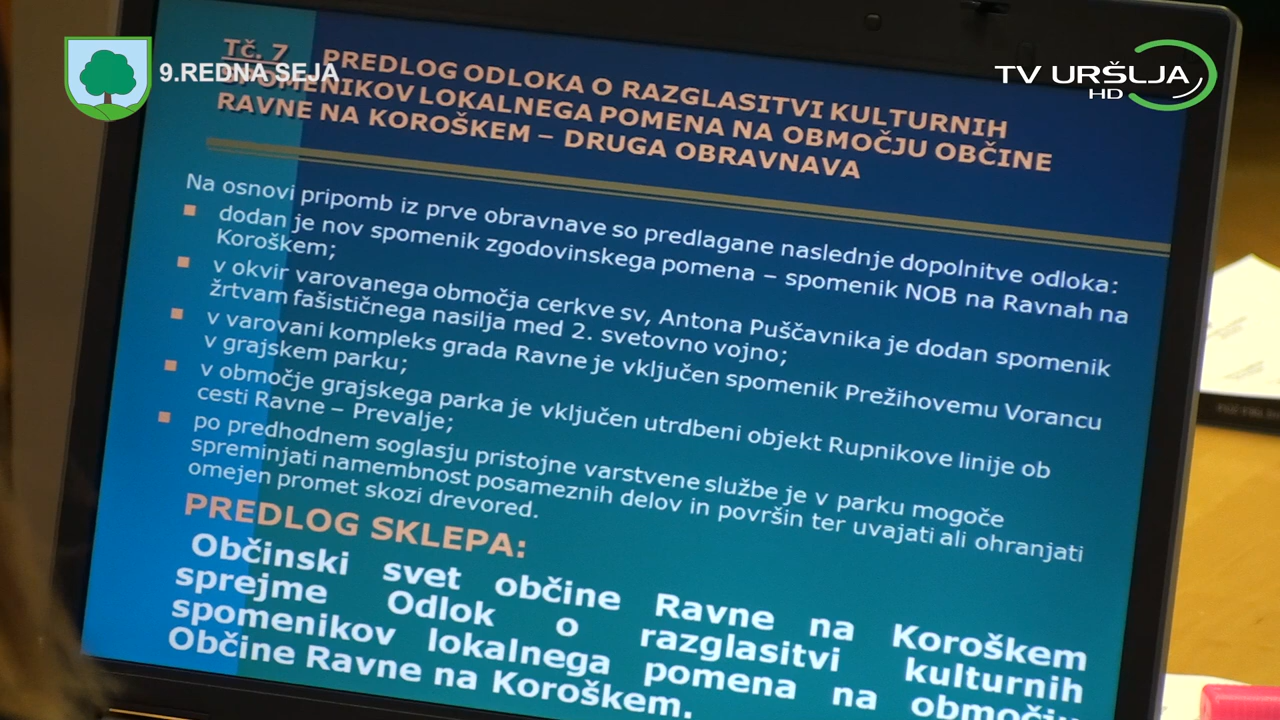 9.REDNA SEJA
TV URŠLJA
HD
Tč. 7 PREDLOG ODLOKA O RAZGLASITVI KULTURNIH
SPOMENIKOV LOKALNEGA POMENA NA OBMOČJU OBČINE
RAVNE NA KOROŠKEM – DRUGA OBRAVNAVA
Na osnovi pripomb iz prve obravnave so predlagane naslednje dopolnitve odloka:
dodan je nov spomenik zgodovinskega pomena – spomenik NOB na Ravnah na
Koroškem;
v okvir varovanega območja cerkve sv, Antona Puščavnika je dodan spomenik
žrtvam fašističnega nasilja med 2. svetovno vojno;
v varovani kompleks grada Ravne je vključen spomenik Prežihovemu Vorancu
v grajskem parku;
v območje grajskega parka je vključen utrdbeni objekt Rupnikove linije ob
cesti Ravne – Prevalje;
po predhodnem soglasju pristojne varstvene službe je v parku mogoče
spreminjati namembnost posameznih delov in površin ter uvajati ali ohranjati
omejen promet skozi drevored.
PREDLOG SKLEPA:
Občinski svet občine Ravne na Koroškem
sprejme Odlok o razglasitvi kulturnih
spomenikov lokalnega pomena na območju
Občine Ravne na Koroškem.